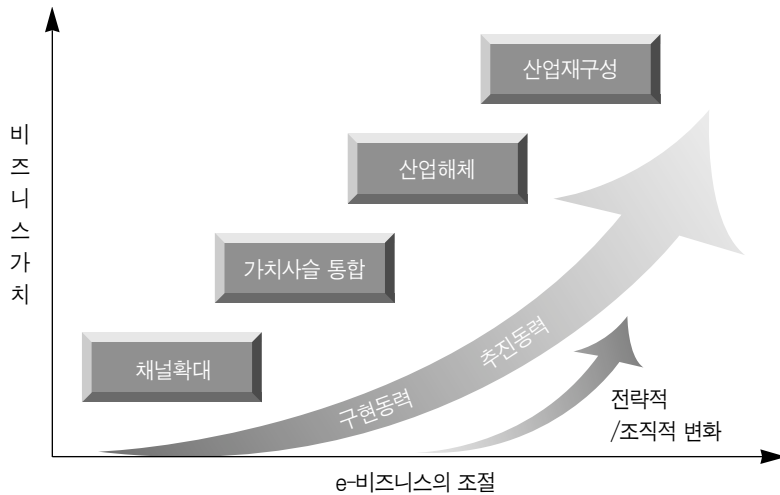 비즈니스가치
산업재구성
산업해체
가치사슬 통합
채널확대
추진동력
구현동력
전략적
/조직적 변화
e-비즈니스의 조절